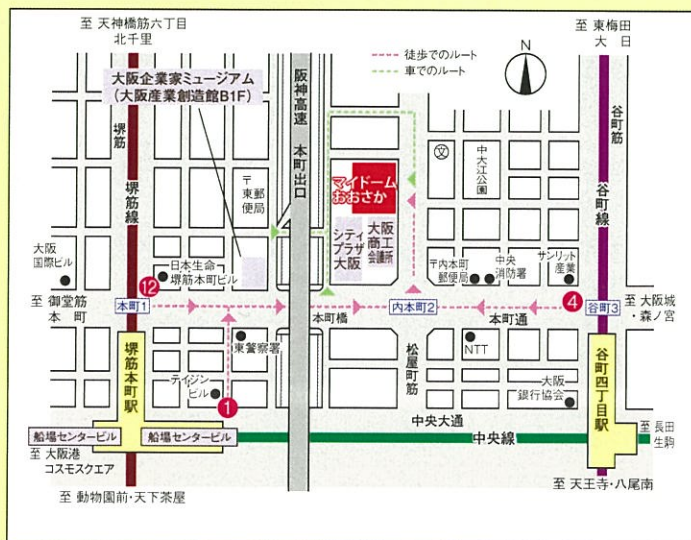 至 天神橋筋六丁目
北千里
至 東梅田
大 日
徒歩でのルート
車でのルート
N
大阪企業家ミュージアム
（大阪産業創造館B1F）
阪神高速 本町出口
堺筋
堺筋線
谷町筋
谷町線
〒
東郵
便局
マイドーム
おおさか
文
中大江公園
シティ
プラザ
大阪
大阪
商工
会議所
大阪
国際ビル
日本生命
堺筋本町ビル
〒内本町
郵便局
中央
消防署
サンリット
産業
至 御堂筋
本 町
本町1
12
本町橋
内本町2
本町通
4
谷町3
至 大阪城
・森ノ宮
東警察署
NTT
松屋町筋
堺筋本町駅
テイジン
ビル
1
大阪
銀行協会
谷町四丁目駅
中央大通
船場センタービル
船場センタービル
中央線
至 長田
生駒
至 大阪港
コスモスクエア
至 動物園前・天下茶屋
至 天王寺・八尾南